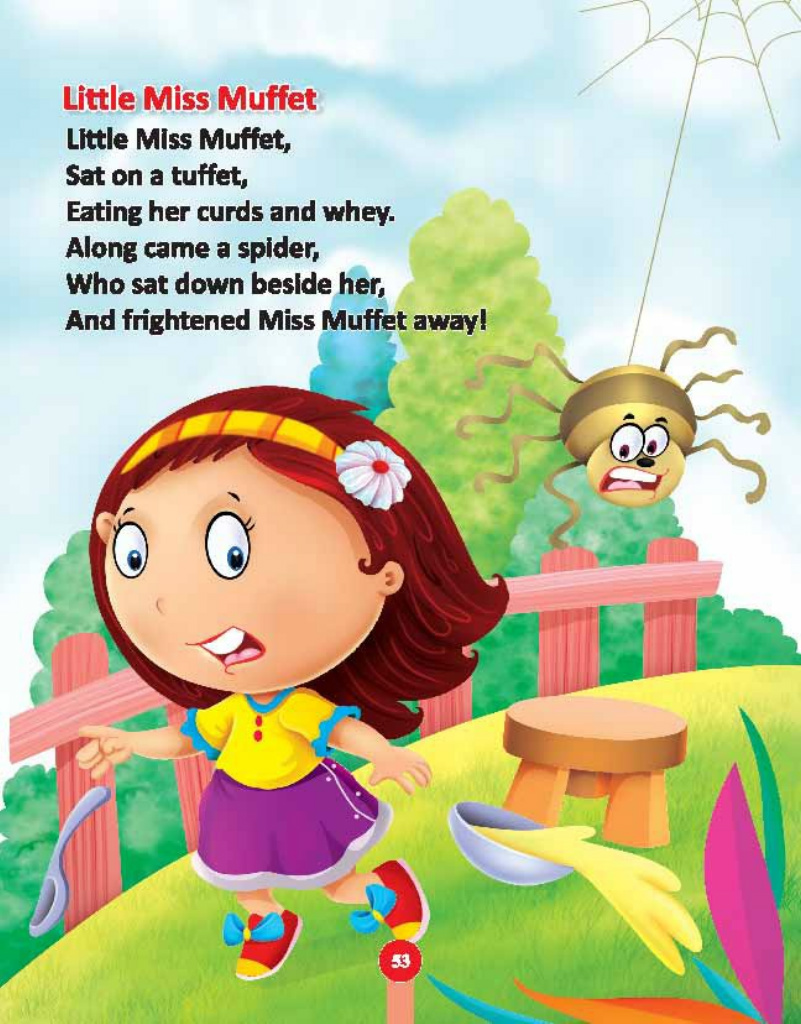 Little Miss Muffet
Little Miss Muffet,
Sat on a tuffet,
Eating her curds and whey.
Along came a spider,
Who sat down beside her,
And frightened Miss Muffet away!
53